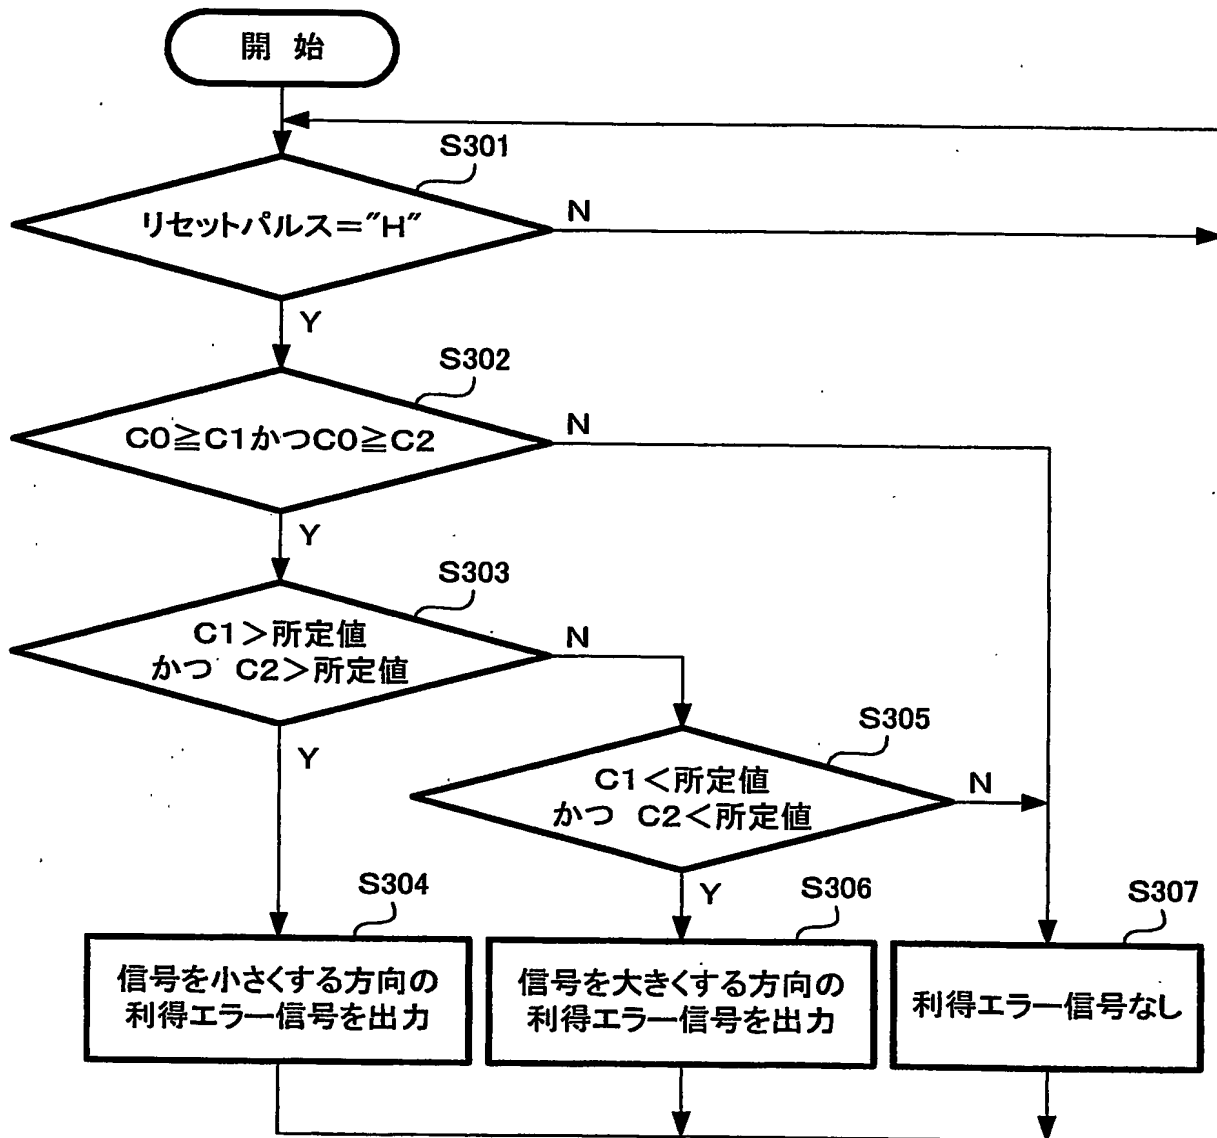 開 始
S301
リセットパルス＝"H"
N
Y
S302
C0≧C1かつC0≧C2
N
Y
S303
C1＞所定値
かつ C2＞所定値
N
Y
S305
C1＜所定値
かつ C2＜所定値
N
Y
S304
信号を小さくする方向の
利得エラー信号を出力
S306
信号を大きくする方向の
利得エラー信号を出力
S307
利得エラー信号なし